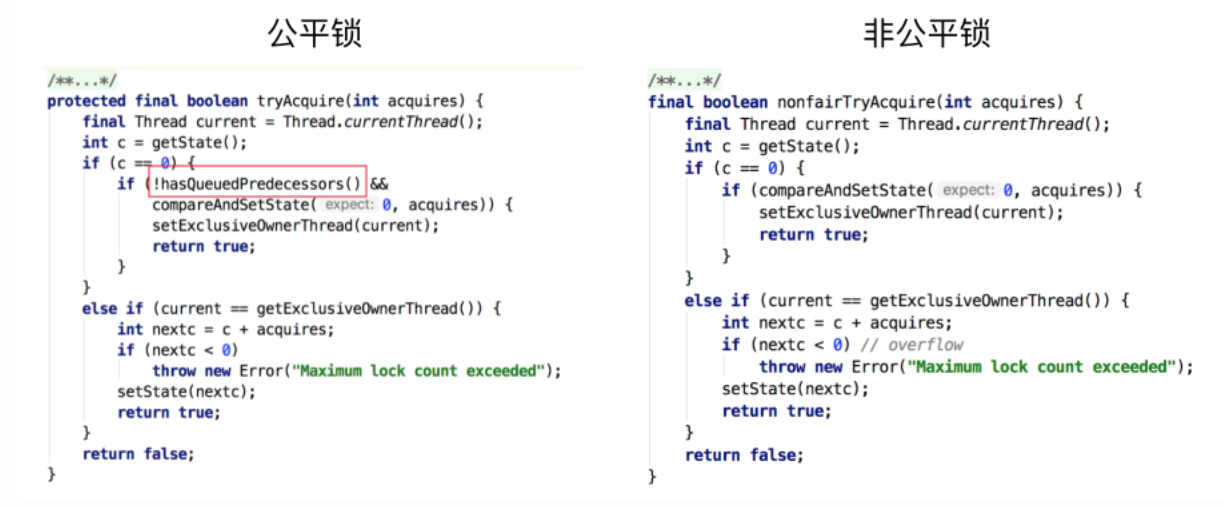 公平锁
/**...*/
protected final boolean tryAcquire(int acquires) {
    final Thread current = Thread.currentThread();
    int c = getState();
    if (c == 0) {
        if (!hasQueuedPredecessors() &&
            compareAndSetState( expect: 0, acquires)) {
            setExclusiveOwnerThread(current);
            return true;
        }
    }
    else if (current == getExclusiveOwnerThread()) {
        int nextc = c + acquires;
        if (nextc < 0)
            throw new Error("Maximum lock count exceeded");
        setState(nextc);
        return true;
    }
    return false;
}
非公平锁
/**...*/
final boolean nonfairTryAcquire(int acquires) {
    final Thread current = Thread.currentThread();
    int c = getState();
    if (c == 0) {
        if (compareAndSetState( expect: 0, acquires)) {
            setExclusiveOwnerThread(current);
            return true;
        }
    }
    else if (current == getExclusiveOwnerThread()) {
        int nextc = c + acquires;
        if (nextc < 0) // overflow
            throw new Error("Maximum lock count exceeded");
        setState(nextc);
        return true;
    }
    return false;
}